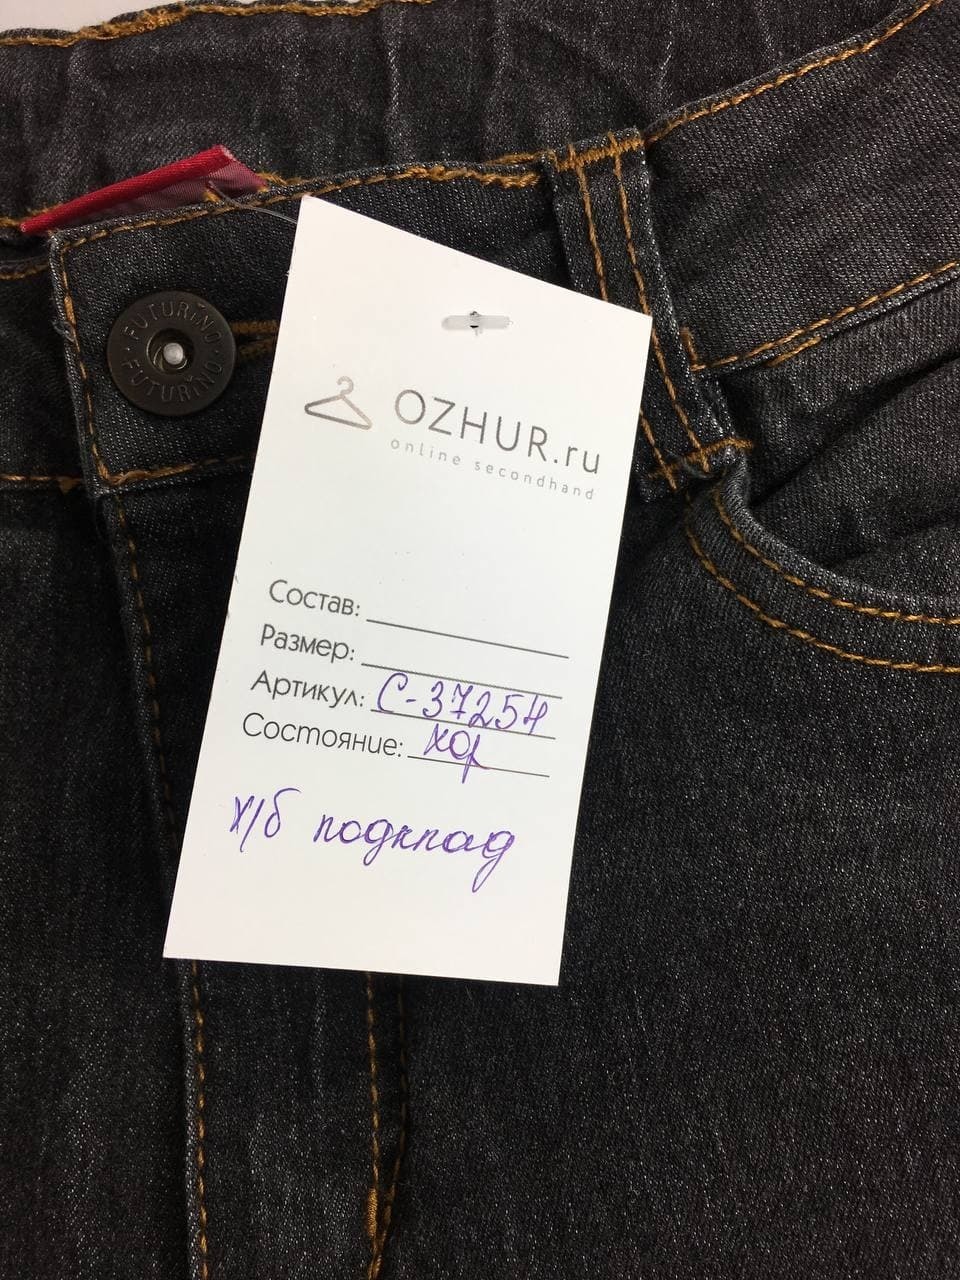 FUTURINO · FUTURINO ·
OZHUR.ru
online secondhand
Состав:
Размер:
Артикул: С-37254
Состояние: хор
х/б подклад